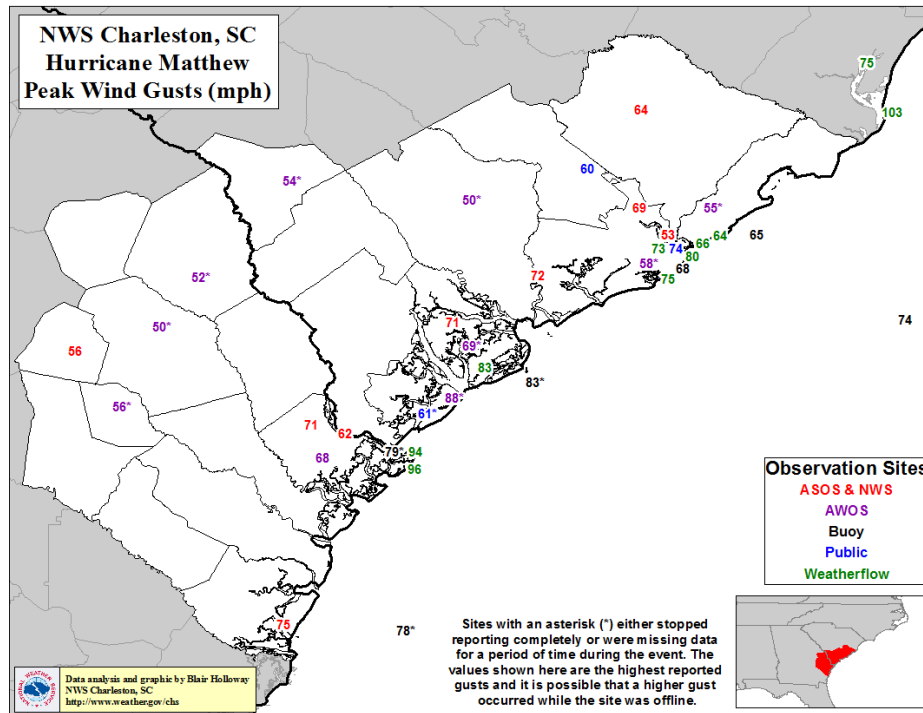 NWS Charleston, SC
Hurricane Matthew
Peak Wind Gusts (mph)
75
103
64
60
54*
50*
69
55*
53
64
65
73
74
66
80
58*
68
75
52*
72
74
50*
71
56
69*
83
83*
88*
56*
61*
71
62
79*
94
68
96
75
78*
Observation Sites
ASOS & NWS
AWOS
Buoy
Public
Weatherflow
Sites with an asterisk (*) either stopped
reporting completely or were missing data
for a period of time during the event. The
values shown here are the highest reported
gusts and it is possible that a higher gust
occurred while the site was offline.
Data analysis and graphic by Blair Holloway
NWS Charleston, SC
http://www.weather.gov/chs